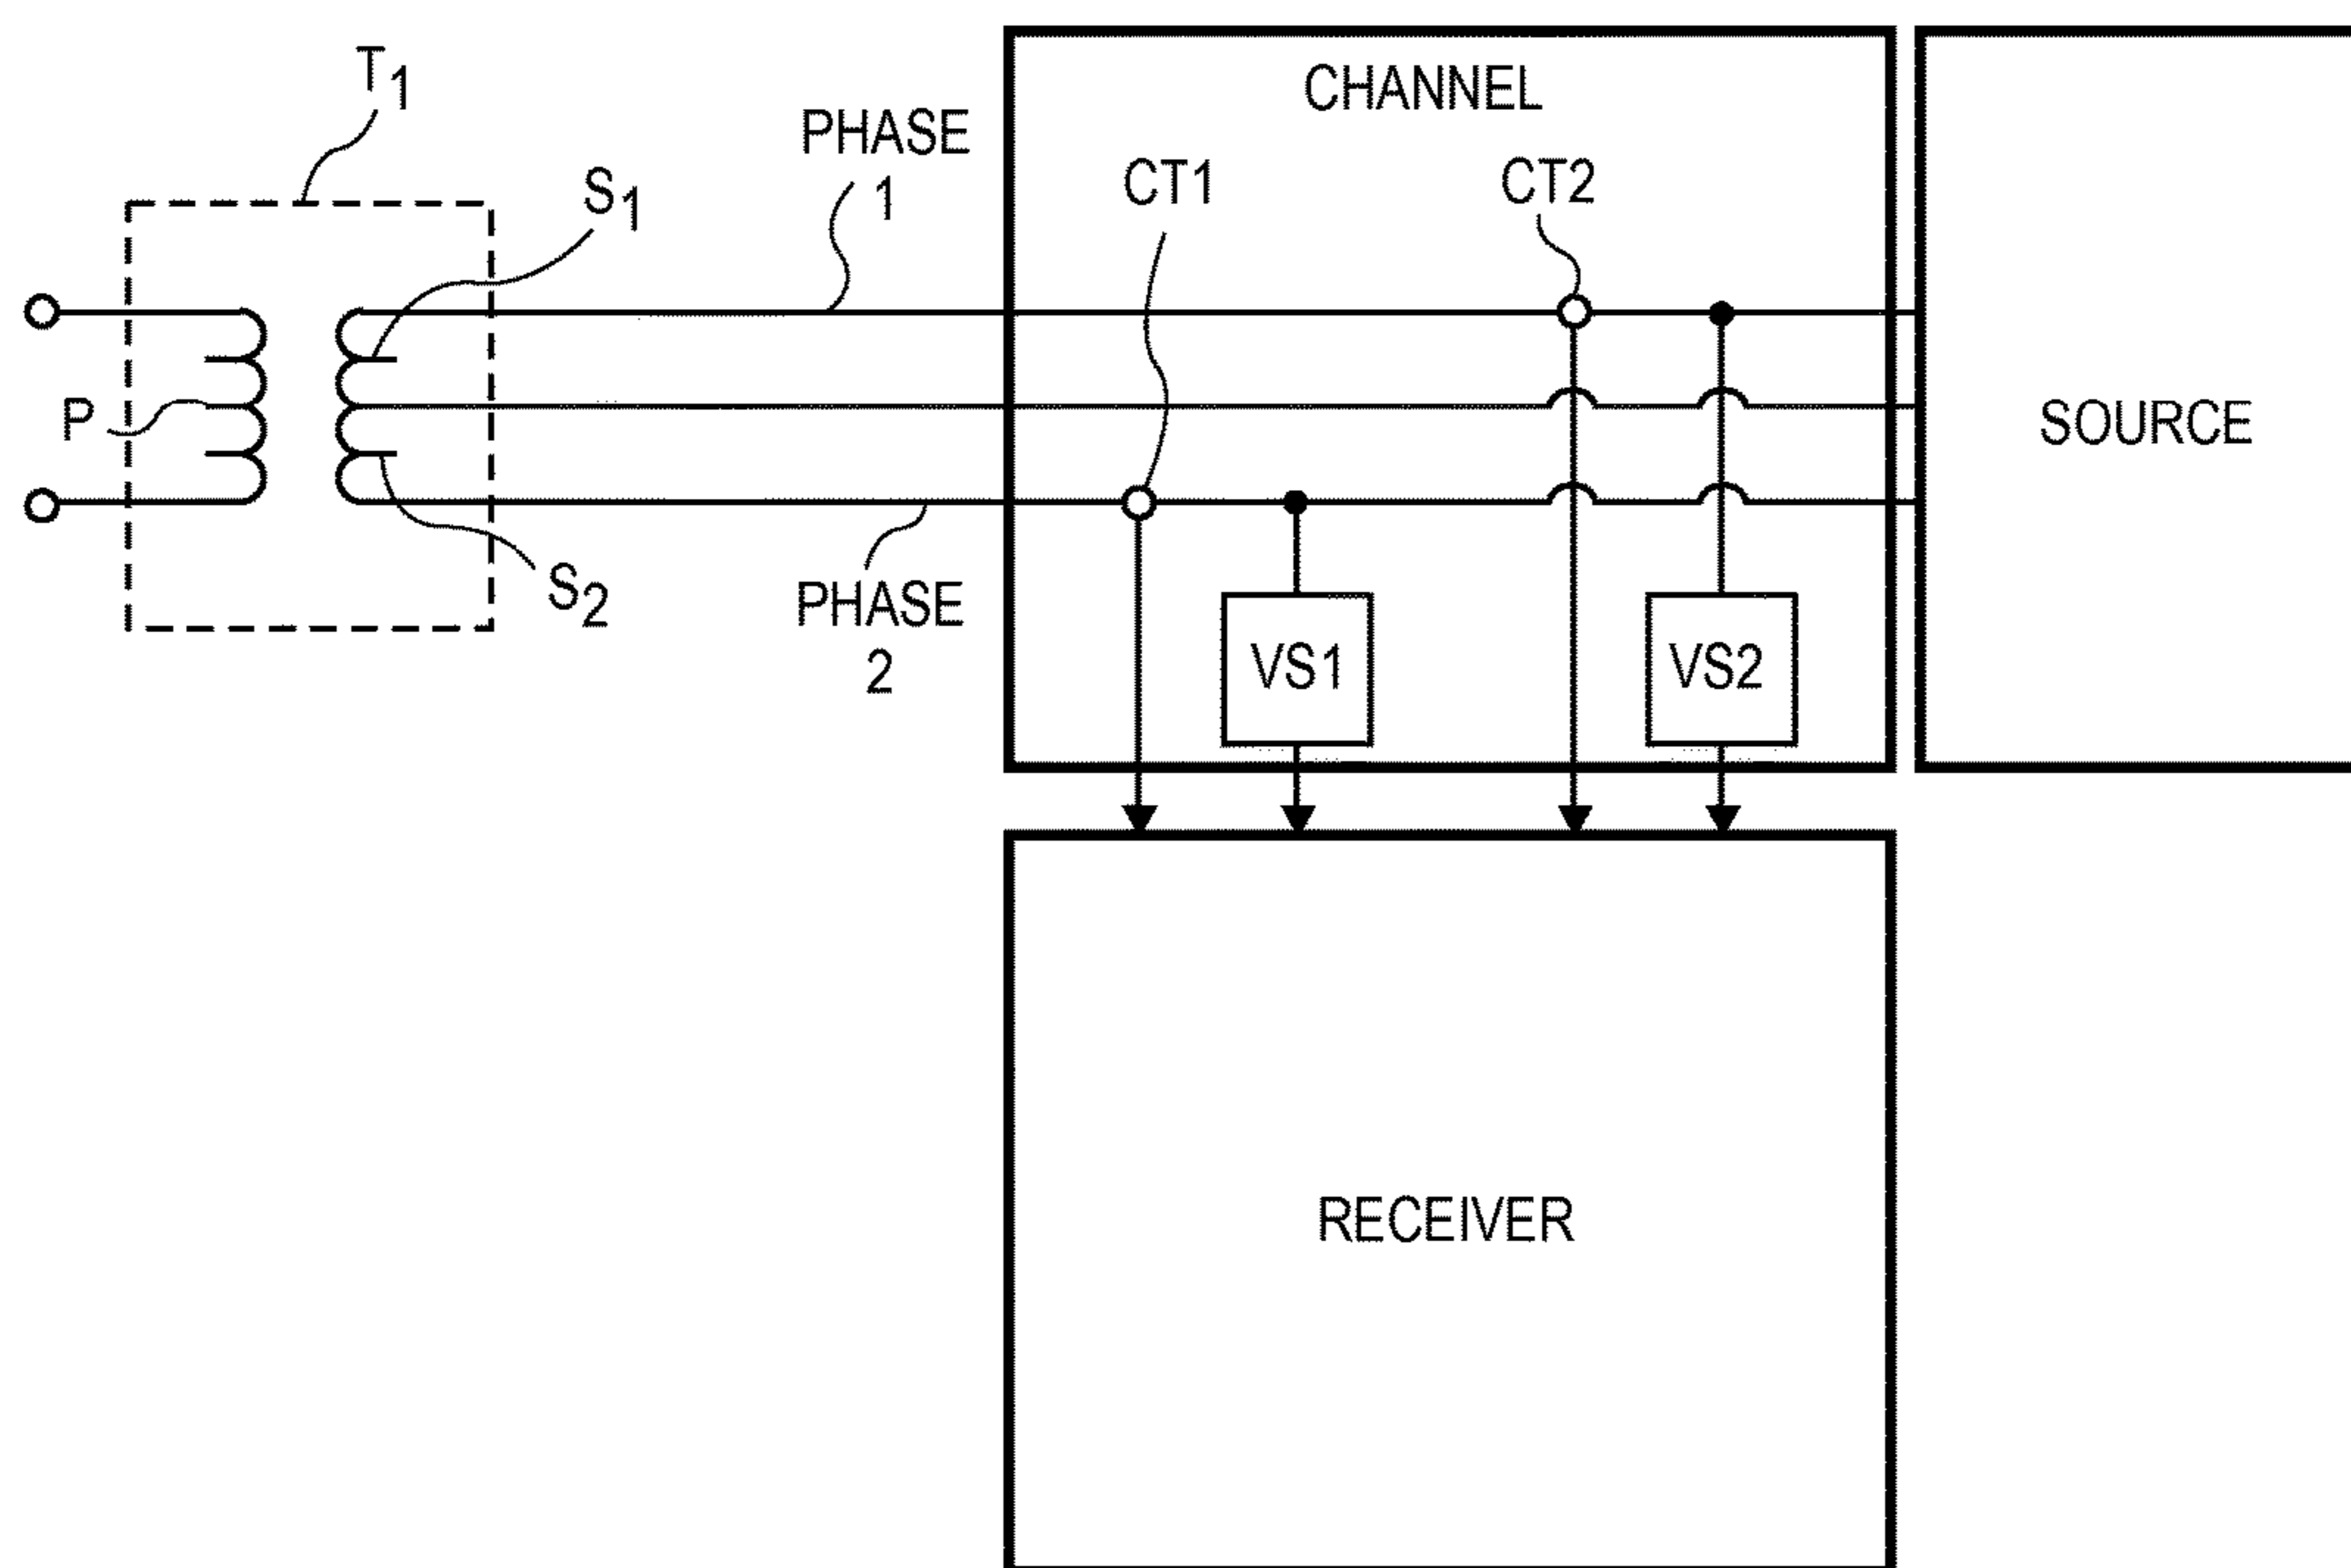 T1
CHANNEL
PHASE
1
S1
CT1
CT2
P
SOURCE
S2
PHASE
2
VS1
VS2
RECEIVER